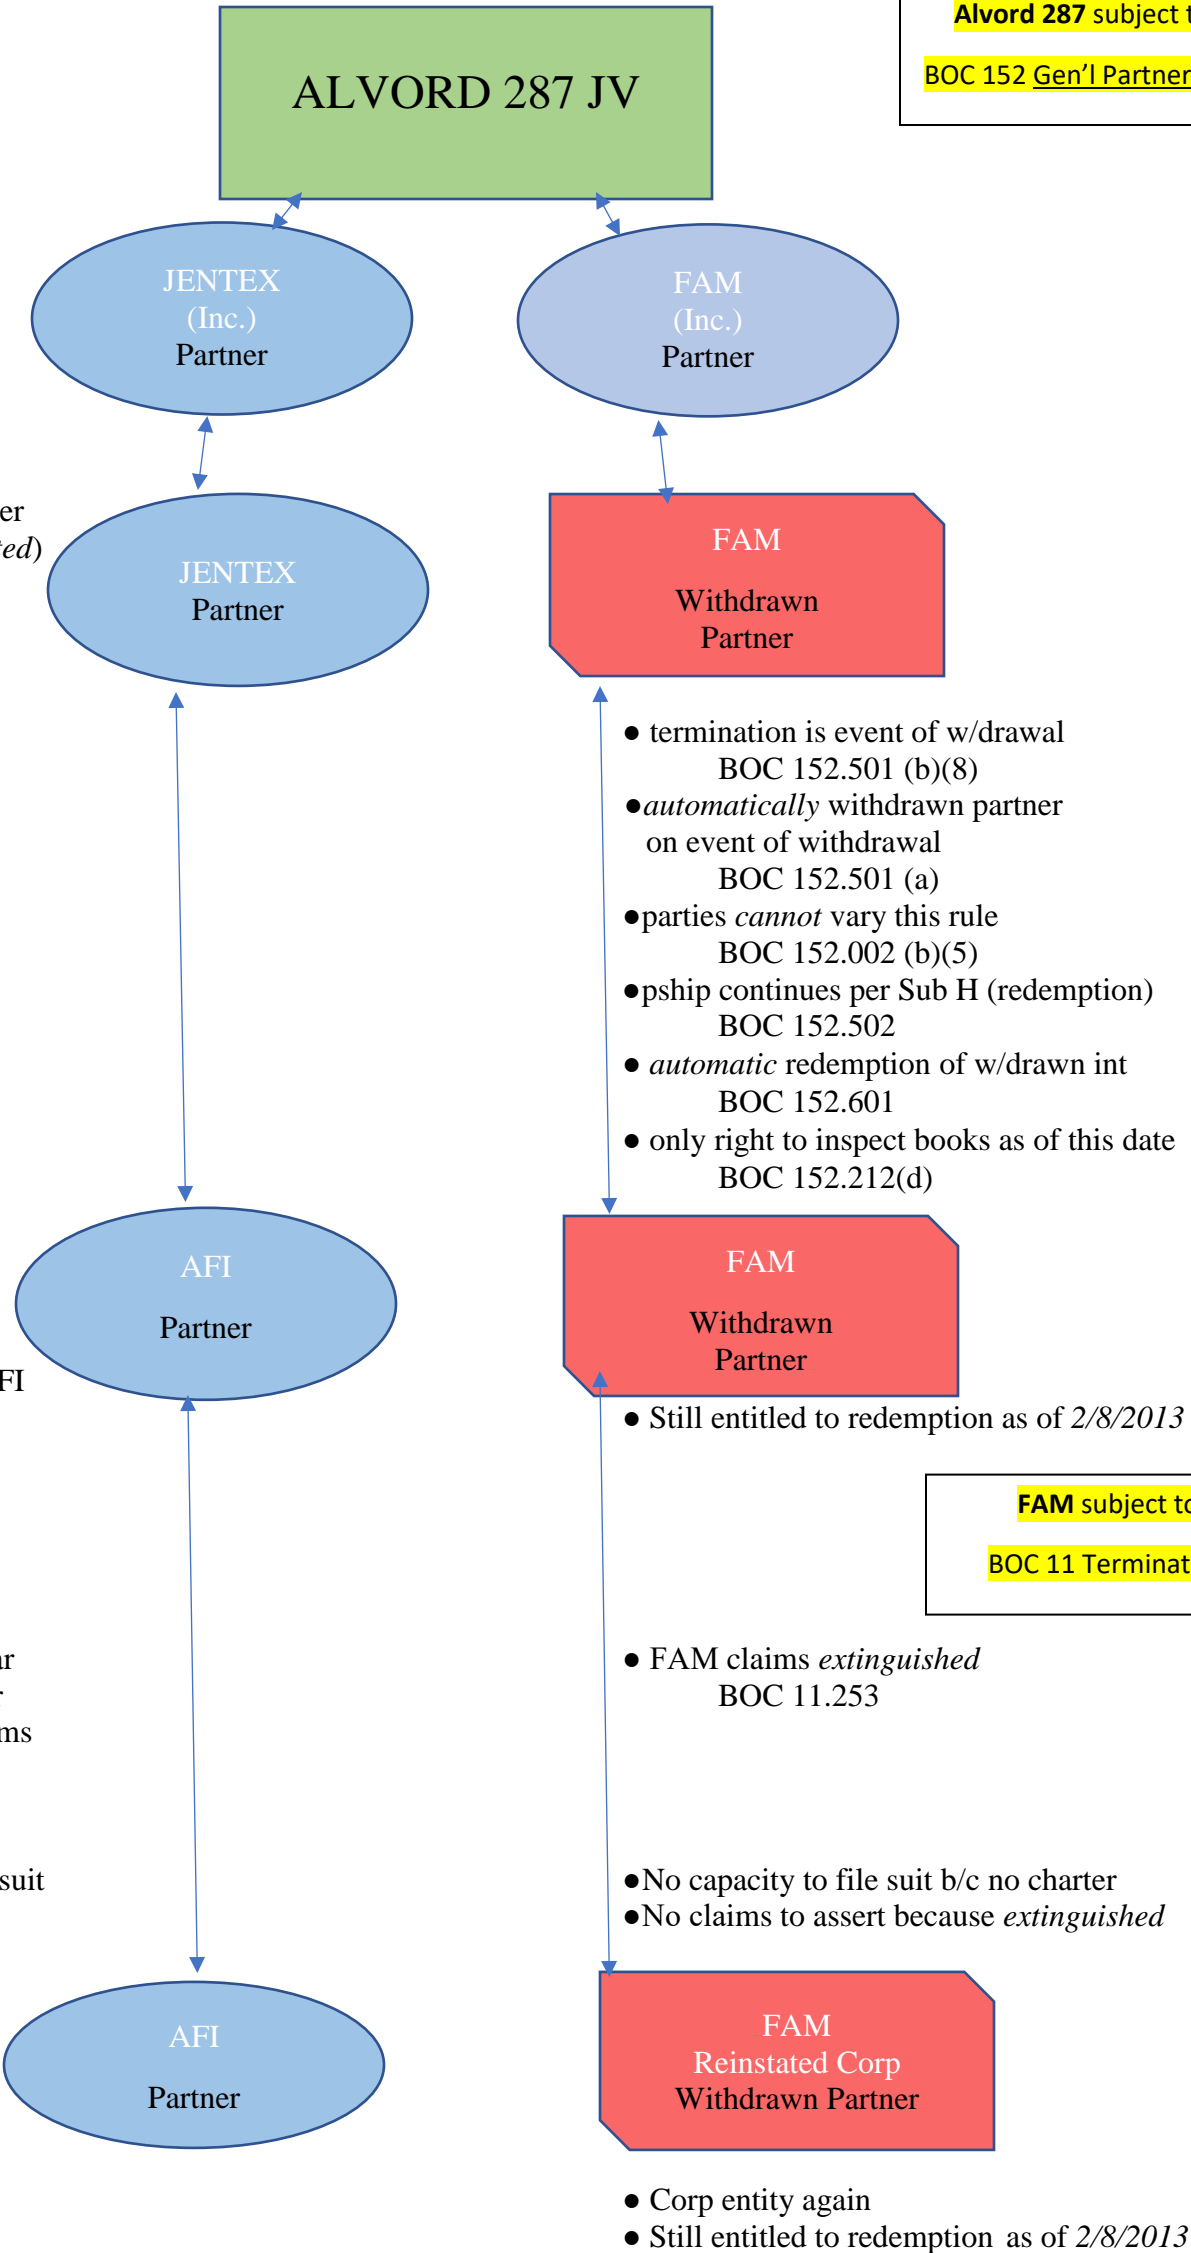 Alvord 287 subject t
BOC 152 Gen'l Partner
ALVORD 287 JV
JENTEX
(Inc.)
Partner
FAM
(Inc.)
Partner
er
ted)
JENTEX
Partner
FAM
Withdrawn
Partner
● termination is event of w/drawal
BOC 152.501 (b)(8)
●automatically withdrawn partner
on event of withdrawal
BOC 152.501 (a)
●parties cannot vary this rule
BOC 152.002 (b)(5)
●pship continues per Sub H (redemption)
BOC 152.502
● automatic redemption of w/drawn int
BOC 152.601
● only right to inspect books as of this date
BOC 152.212(d)
AFI
Partner
FAM
Withdrawn
Partner
FI
● Still entitled to redemption as of 2/8/2013
FAM subject to
BOC 11 Terminat
ar
r
ms
● FAM claims extinguished
BOC 11.253
suit
●No capacity to file suit b/c no charter
●No claims to assert because extinguished
AFI
Partner
FAM
Reinstated Corp
Withdrawn Partner
● Corp entity again
● Still entitled to redemption as of 2/8/2013